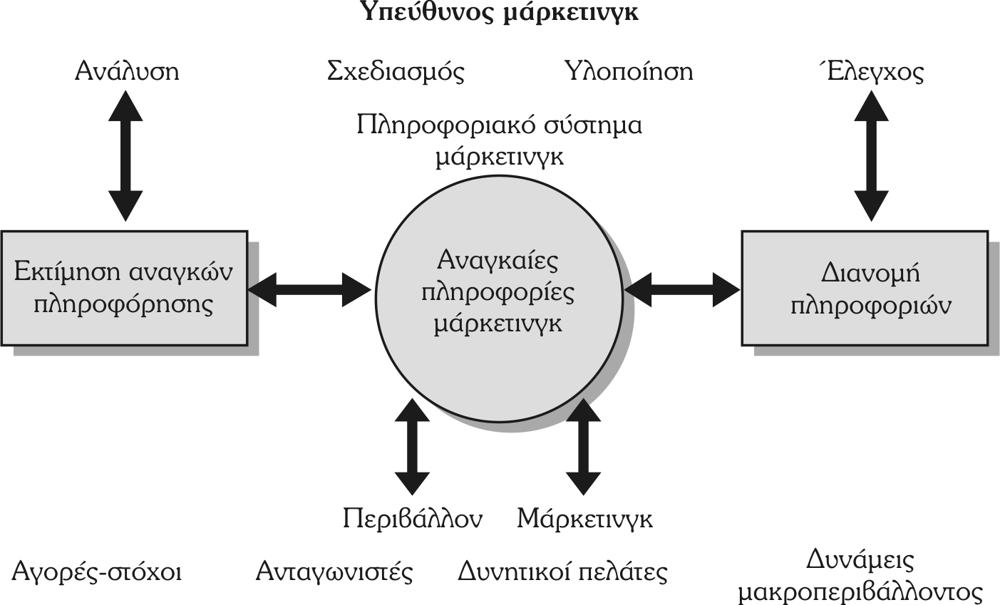 Υπεύθυνος μάρκετινγκ
Ανάλυση
Σχεδιασμός
Υλοποίηση
Έλεγχος
Πληροφοριακό σύστημα
μάρκετινγκ
Εκτίμηση αναγκών
πληροφόρησης
Αναγκαίες
πληροφορίες
μάρκετινγκ
Διανομή
πληροφοριών
Περιβάλλον
Μάρκετινγκ
Αγορές-στόχοι
Ανταγωνιστές
Δυνητικοί πελάτες
Δυνάμεις
μακροπεριβάλλοντος